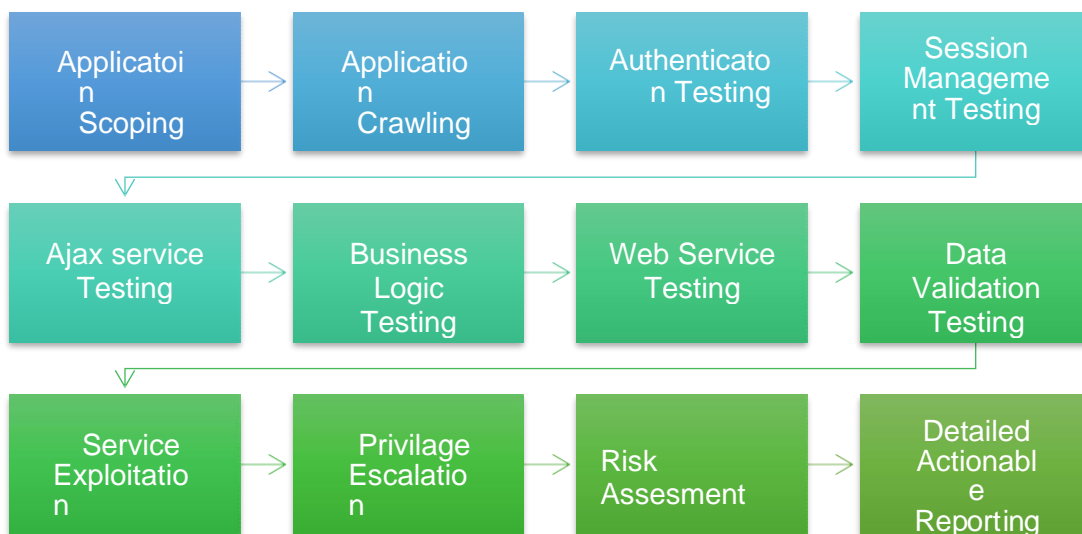 Applicatoi
n
Scoping
Applicatio
n
Crawling
Authenticato
n Testing
Session
Manageme
nt Testing
Ajax service
Testing
Business
Logic
Testing
Web Service
Testing
Data
Validation
Testing
Service
Exploitatio
n
Privilage
Escalatio
n
Risk
Assesment
Detailed
Actionabl
e
Reporting